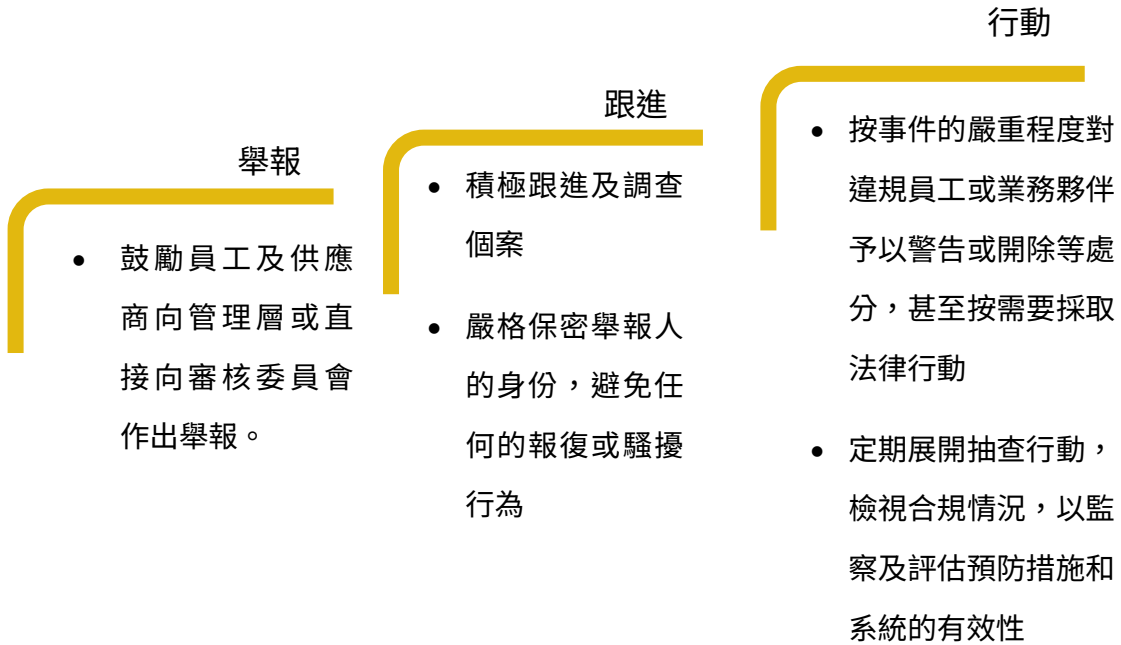 舉報
• 鼓勵員工及供應
商向管理層或直
接向審核委員會
作出舉報。
跟進
• 積極跟進及調查
個案
• 嚴格保密舉報人
的身份，避免任
何的報復或騷擾
行為
行動
• 按事件的嚴重程度對
違規員工或業務夥伴
予以警告或開除等處
分，甚至按需要採取
法律行動
• 定期展開抽查行動，
檢視合規情況，以監
察及評估預防措施和
系統的有效性